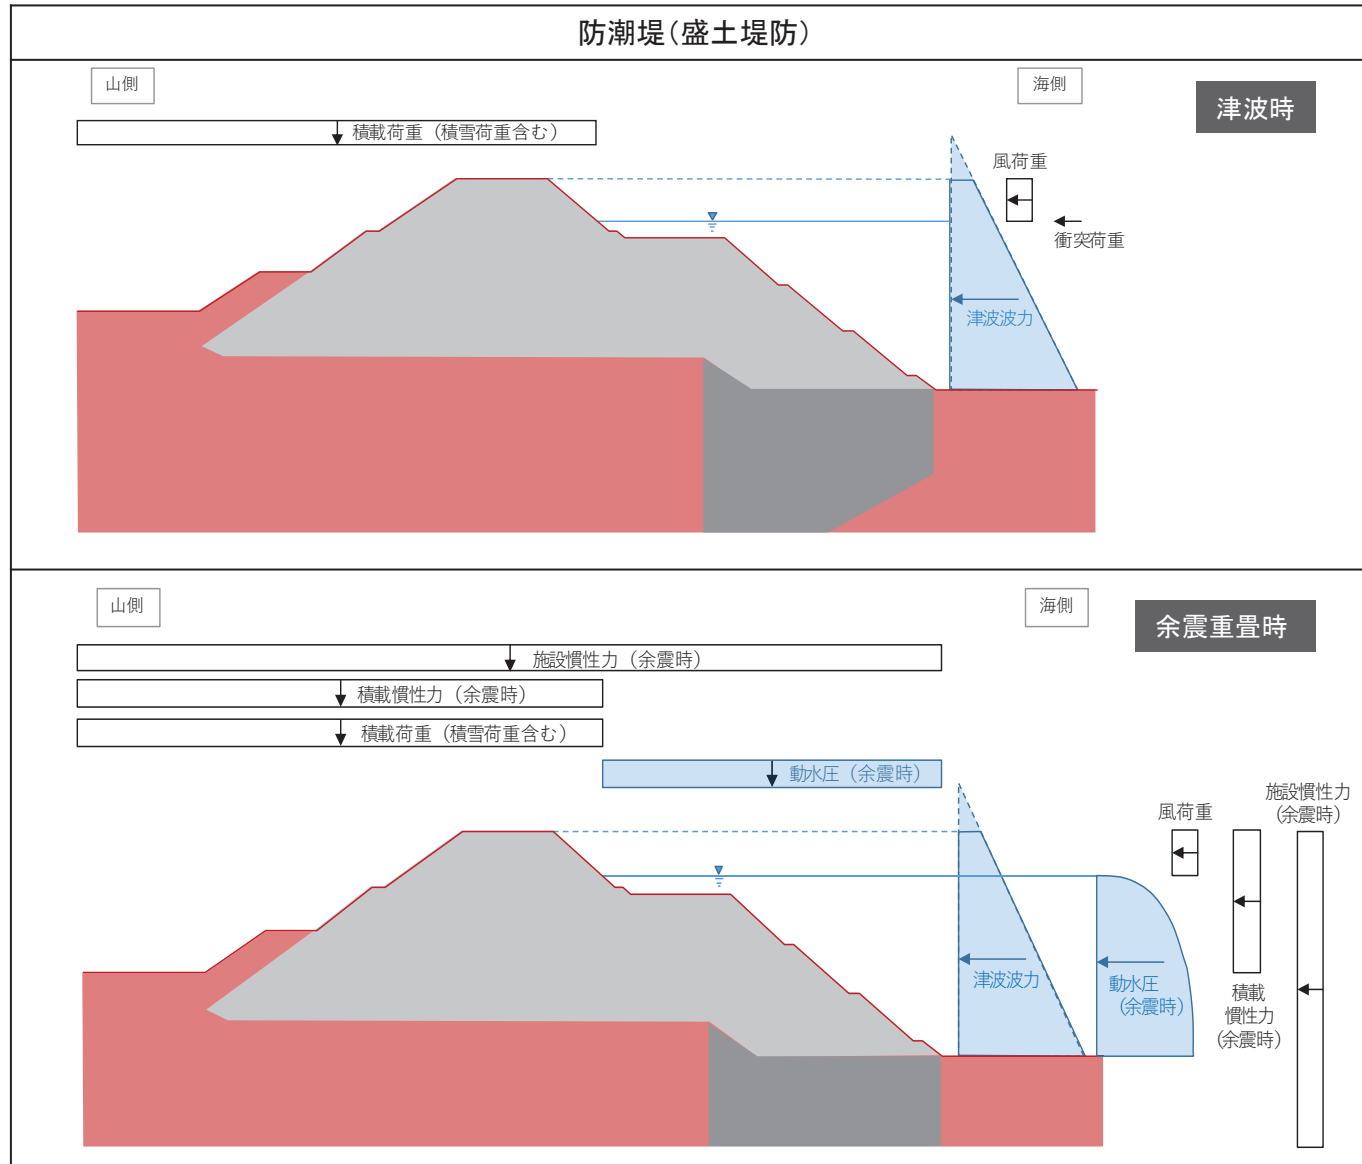 防潮堤(盛土堤防)
山側
海側
津波時
積載荷重（積雪荷重含む）
風荷重
衝突荷重
津波波力
山側
海側
余震重畳時
施設慣性力（余震時）
積載慣性力（余震時）
積載荷重（積雪荷重含む）
動水圧（余震時）
施設慣性力
(余震時)
風荷重
津波波力
動水圧
(余震時)
積載
慣性力
(余震時)